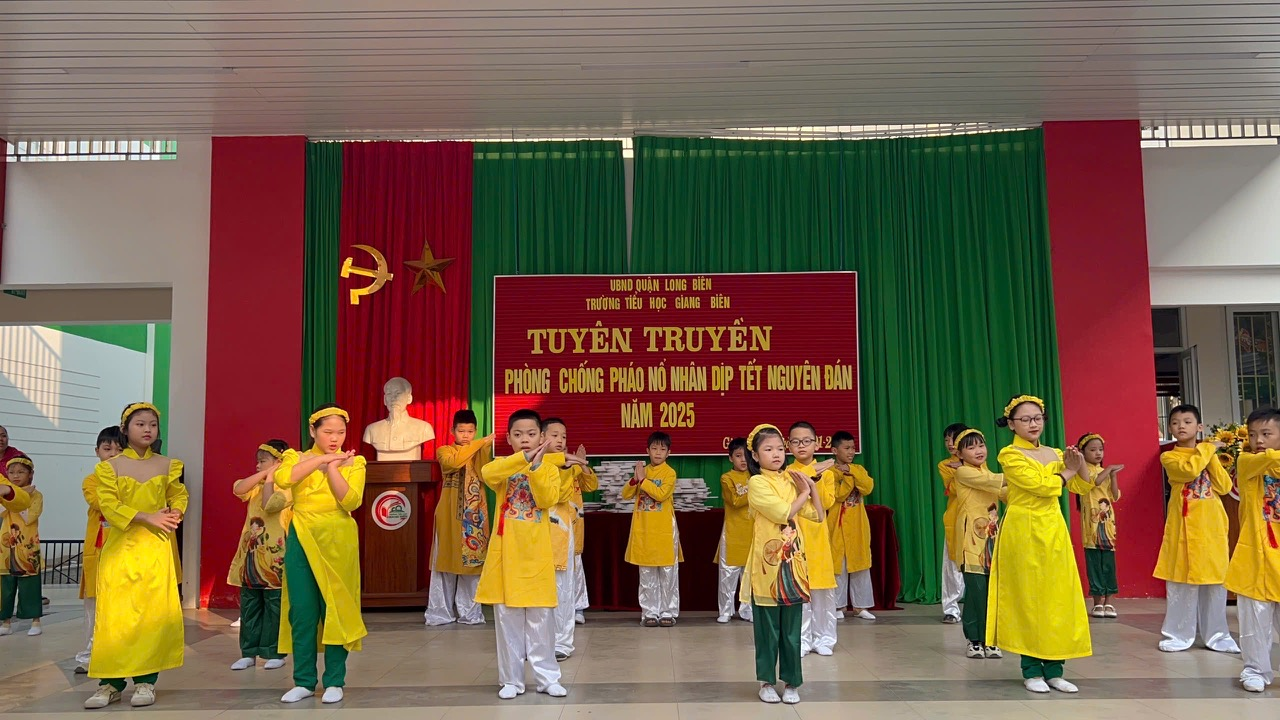 UBND QUẬN LONG BIÊN
TRƯỜNG TIỂU HỌC GIANG BIÊN
TUYÊN TRUYỀN
PHÒNG CHỐNG PHÁO NỔ NHÂN DỊP TẾT NGUYÊN ĐÁN
NĂM 2025